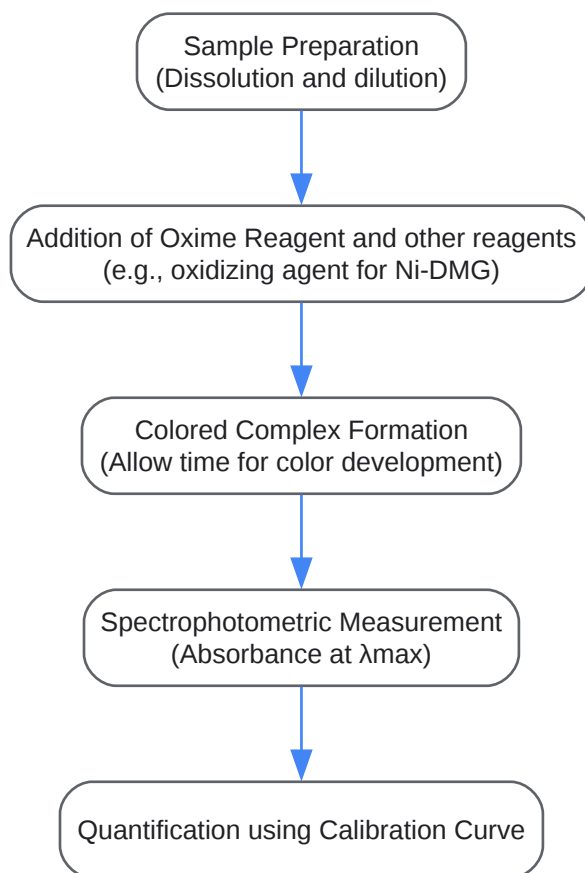 Sample Preparation
(Dissolution and dilution)
Addition of Oxime Reagent and other reagents
(e.g., oxidizing agent for Ni-DMG)
Colored Complex Formation
(Allow time for color development)
Spectrophotometric Measurement
(Absorbance at λmax)
Quantification using Calibration Curve